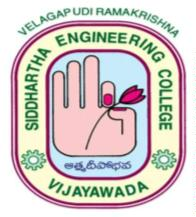 VELAGAPUDI RAMAKRISHNA
SIDDHARTHA ENGINEERING COLLEGE
ఆత్మదీపోభవ
VIJAYAWADA